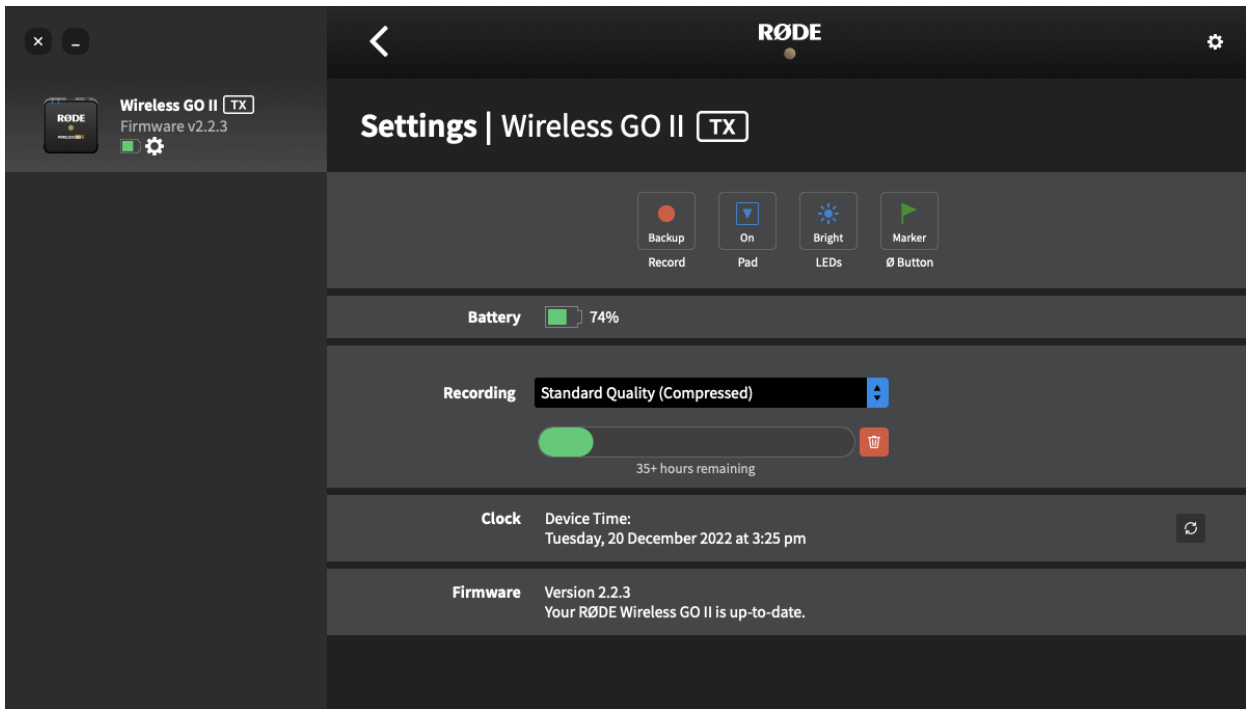 RØDE
Wireless GO II TX
Firmware v2.2.3
RØDE
Settings | Wireless GO II TX
Backup
On
Bright
Marker
Record
Pad
LEDs
Ø Button
Battery
74%
Recording
Standard Quality (Compressed)
35+ hours remaining
Clock
Device Time:
Tuesday, 20 December 2022 at 3:25 pm
Firmware
Version 2.2.3
Your RØDE Wireless GO II is up-to-date.